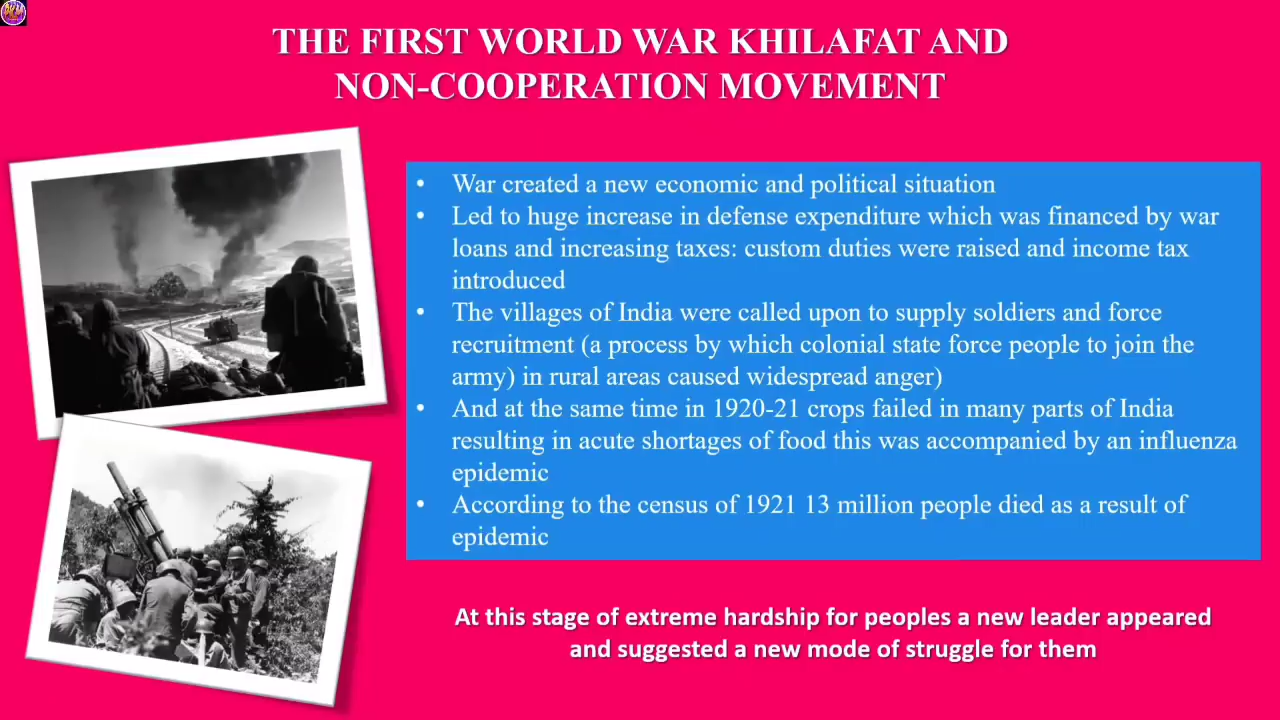 THE FIRST WORLD WAR KHILAFAT AND
NON-COOPERATION MOVEMENT
• War created a new economic and political situation
• Led to huge increase in defense expenditure which was financed by war
loans and increasing taxes: custom duties were raised and income tax
introduced
• The villages of India were called upon to supply soldiers and force
recruitment (a process by which colonial state force people to join the
army) in rural areas caused widespread anger)
• And at the same time in 1920-21 crops failed in many parts of India
resulting in acute shortages of food this was accompanied by an influenza
epidemic
• According to the census of 1921 13 million people died as a result of
epidemic
At this stage of extreme hardship for peoples a new leader appeared
and suggested a new mode of struggle for them